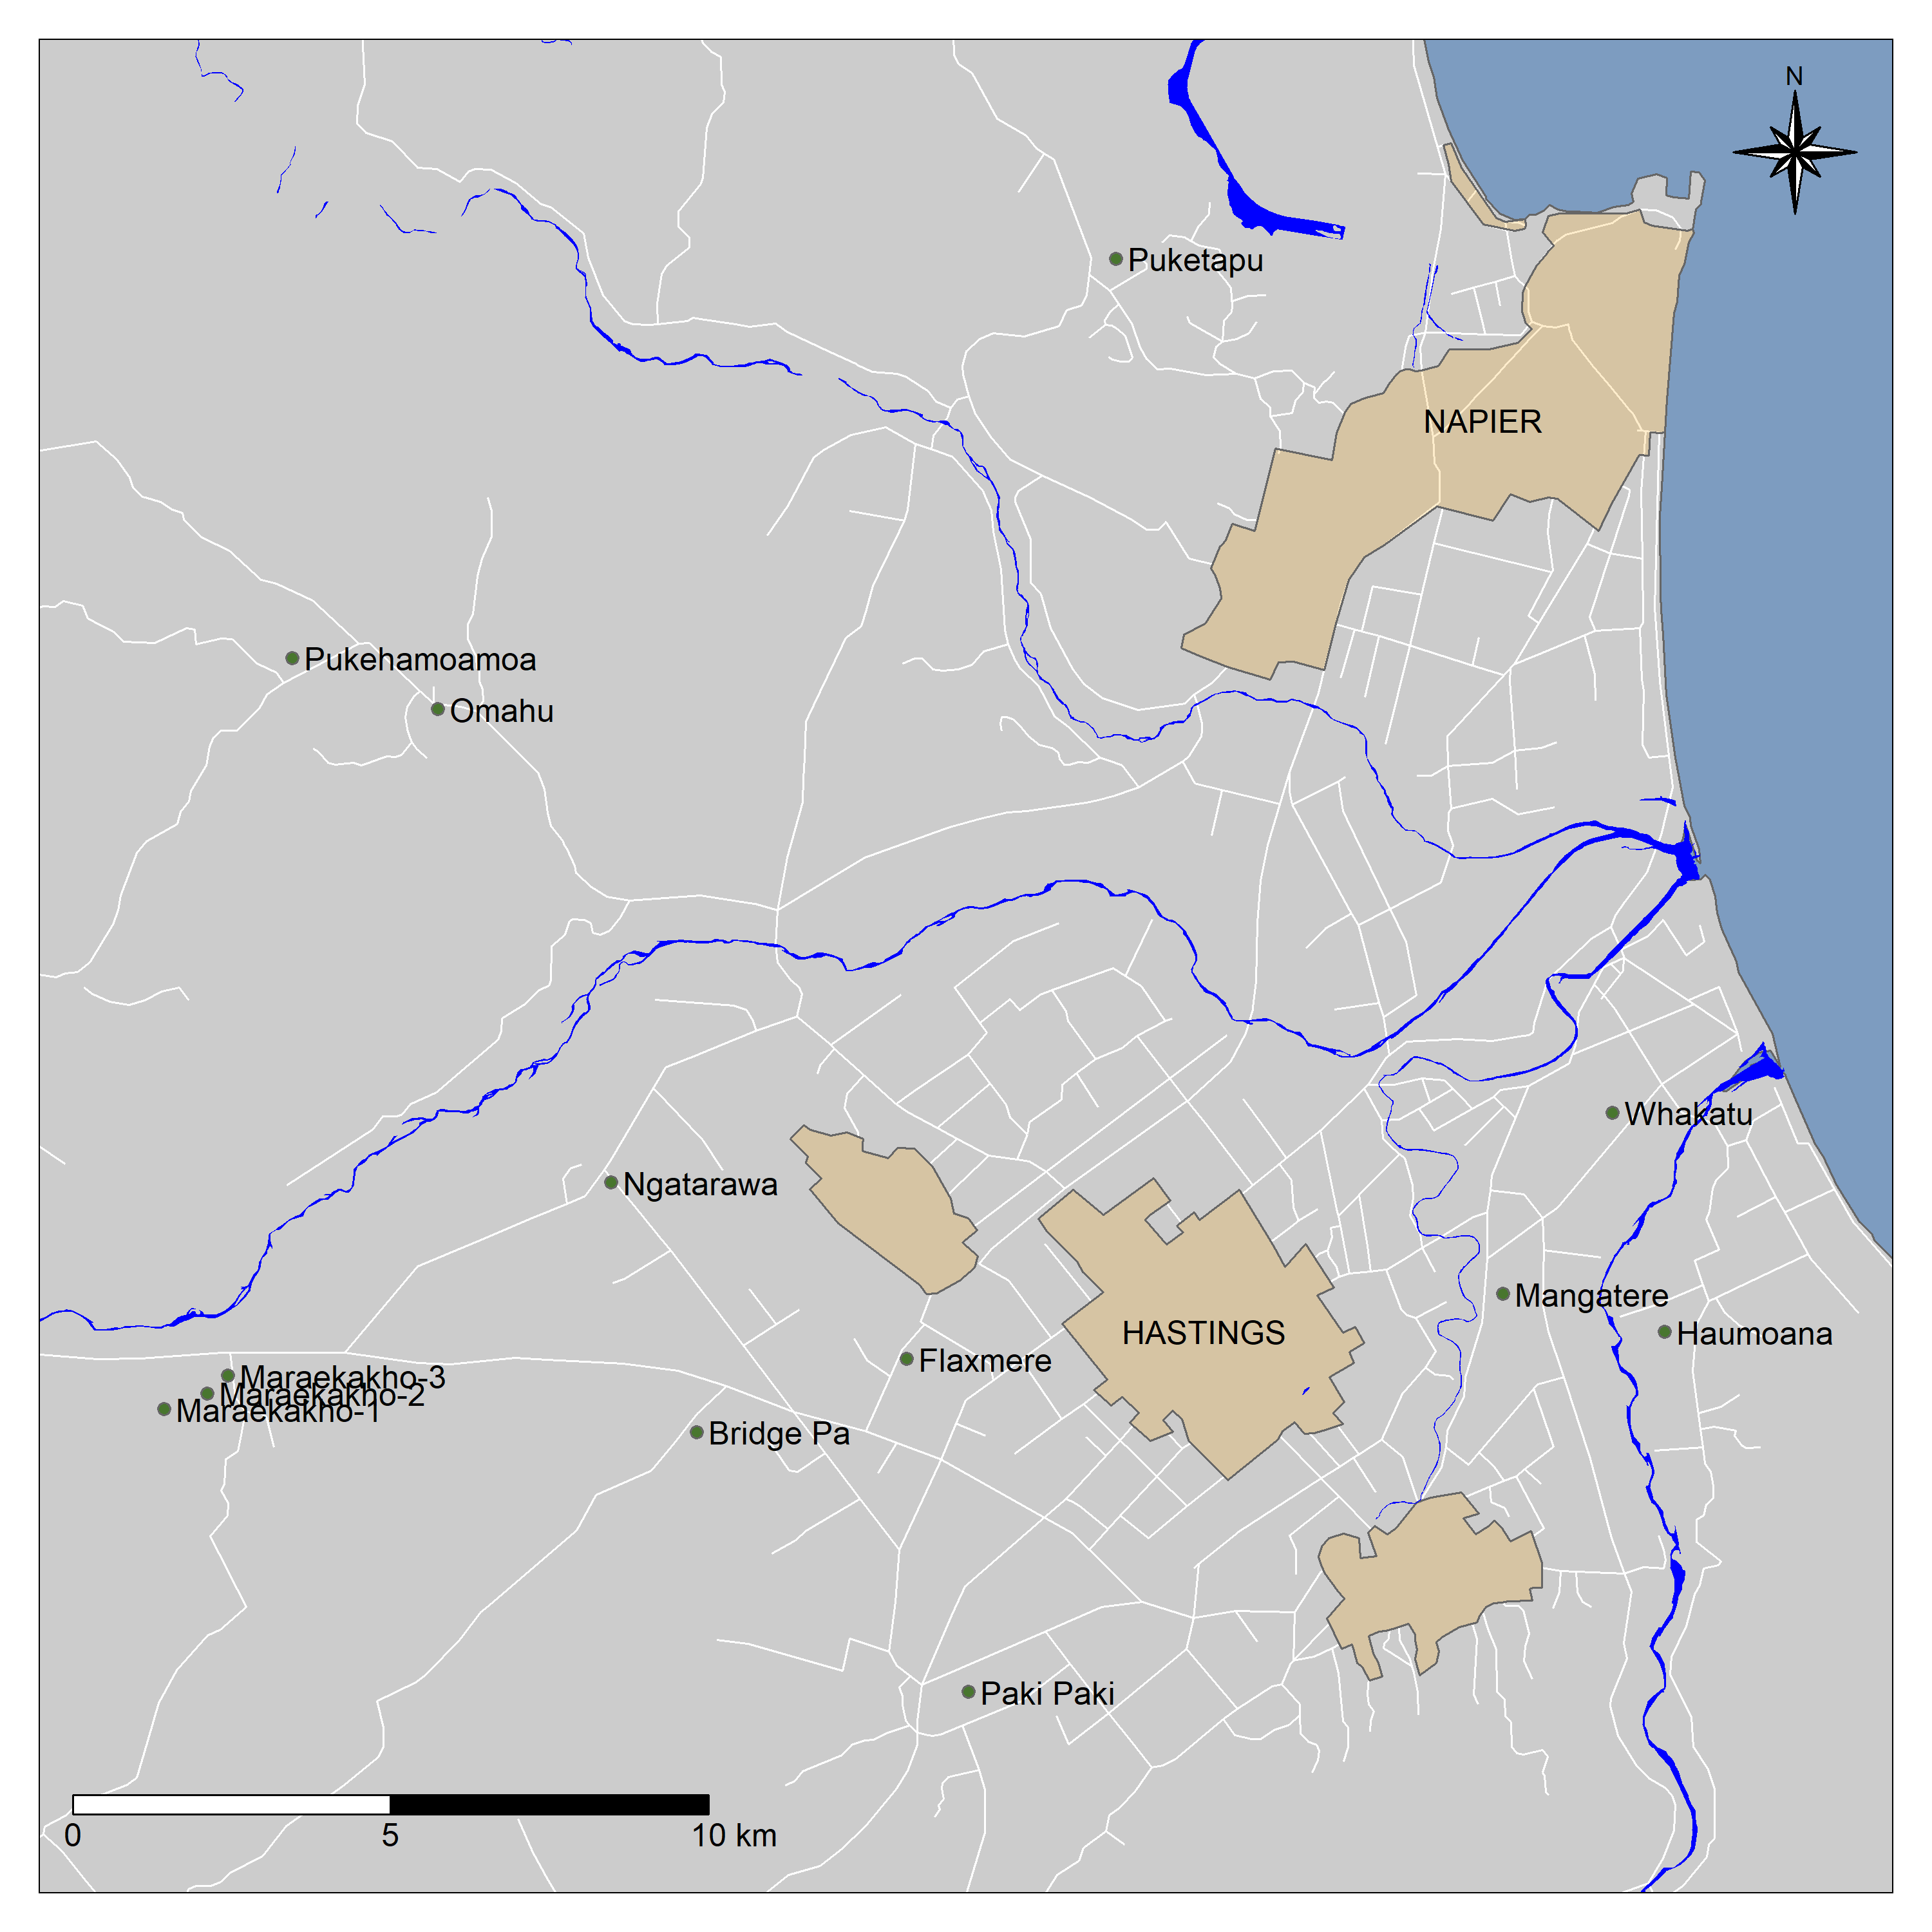 N
Puketapu
NAPIER
Pukehamoamoa
Omahu
Whakatu
Ngatarawa
Mangatere
HASTINGS
Haumoana
Flaxmere
Maraekakho-3
Maraekakho-2
Maraekakho-1
Bridge Pa
Paki Paki
0 5 10 km